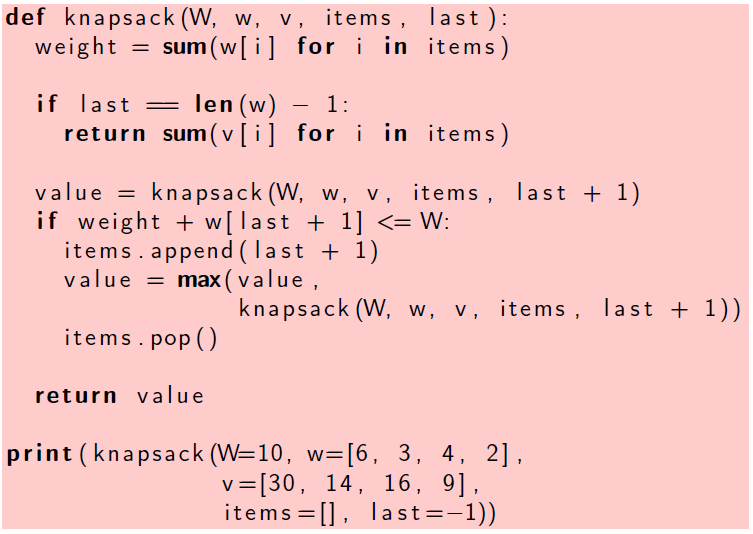 def knapsack(W, w, v, items, last):
  weight = sum(w[i] for i in items)

  if last == len(w) − 1:
    return sum(v[i] for i in items)

  value = knapsack(W, w, v, items, last + 1)
  if weight + w[last + 1] <= W:
    items.append(last + 1)
    value = max(value,
                knapsack(W, w, v, items, last + 1))
    items.pop()

  return value

print(knapsack(W=10, w=[6, 3, 4, 2],
               v=[30, 14, 16, 9],
               items=[], last=−1))